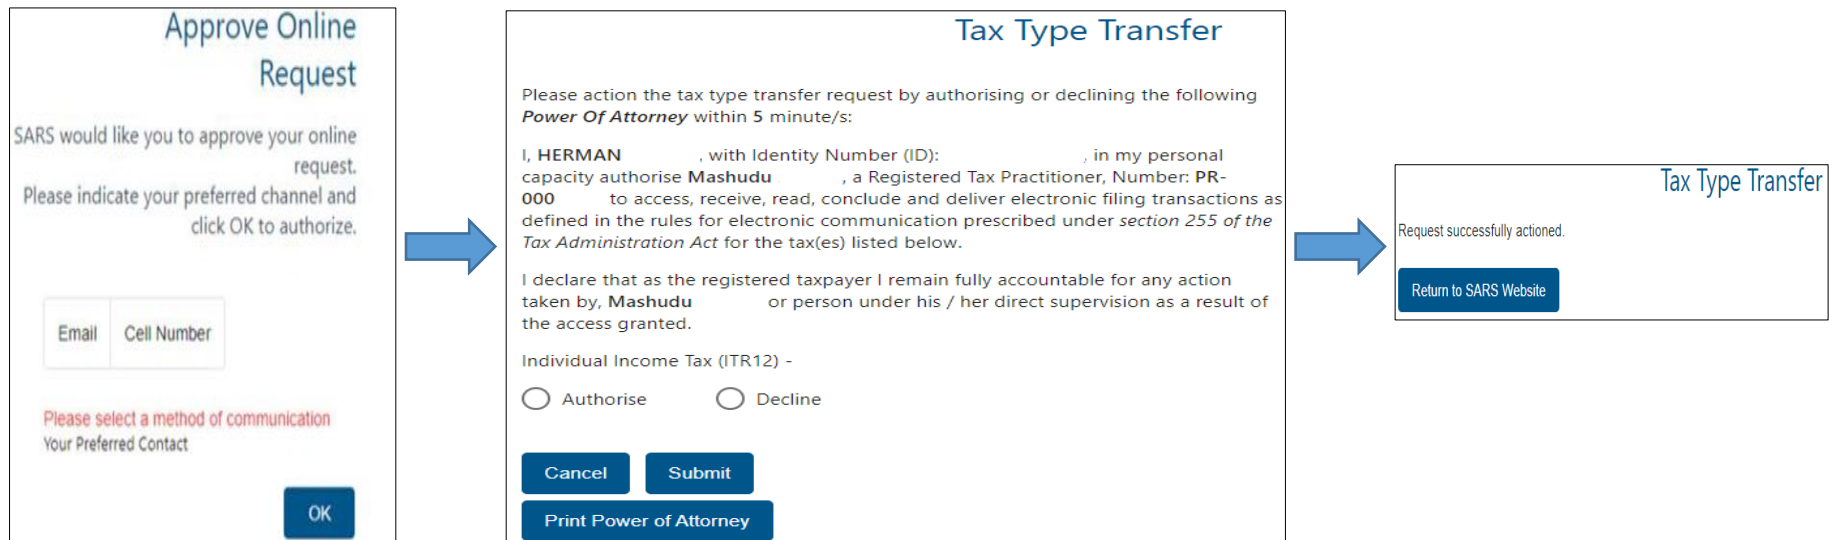 Approve Online
Request
SARS would like you to approve your online
request.
Please indicate your preferred channel and
click OK to authorize.
Email Cell Number
Please select a method of communication
Your Preferred Contact
OK
Tax Type Transfer
Please action the tax type transfer request by authorising or declining the following
Power Of Attorney within 5 minute/s:
I, HERMAN , with Identity Number (ID): , in my personal
capacity authorise Mashudu , a Registered Tax Practitioner, Number: PR-
000 to access, receive, read, conclude and deliver electronic filing transactions as
defined in the rules for electronic communication prescribed under section 255 of the
Tax Administration Act for the tax(es) listed below.
I declare that as the registered taxpayer I remain fully accountable for any action
taken by, Mashudu or person under his / her direct supervision as a result of
the access granted.
Individual Income Tax (ITR12) -
Authorise Decline
Cancel Submit
Print Power of Attorney
Tax Type Transfer
Request successfully actioned.
Return to SARS Website